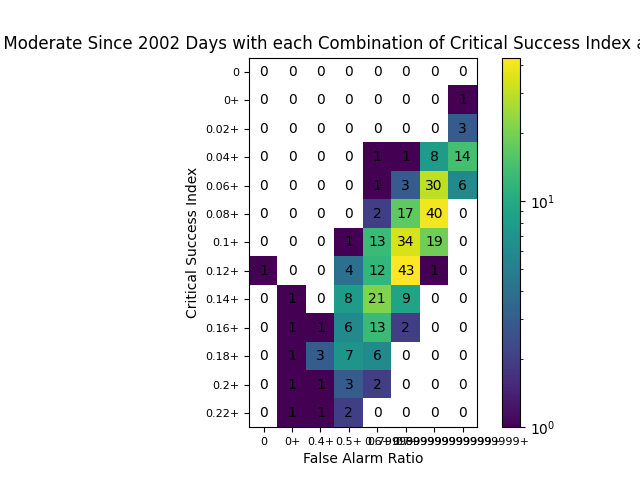 Moderate Since 2002 Days with each Combination of Critical Success Index
0 0 0 0 0 0 0 0 0
0+ 0 0 0 0 0 0 0 1
0.02+ 0 0 0 0 0 0 0 3
0.04+ 0 0 0 0 1 1 8 14
0.06+ 0 0 0 0 1 3 30 6
0.08+ 0 0 0 0 2 17 40 0
0.1+ 0 0 0 1 13 34 19 0
0.12+ 1 0 0 4 12 43 1 0
0.14+ 0 1 0 8 21 9 0 0
0.16+ 0 1 1 6 13 2 0 0
0.18+ 0 1 3 7 6 0 0 0
0.2+ 0 1 1 3 2 0 0 0
0.22+ 0 1 1 2 0 0 0 0
0 0+ 0.4+ 0.5+
False Alarm Ratio
Critical Success Index
10¹
10⁰